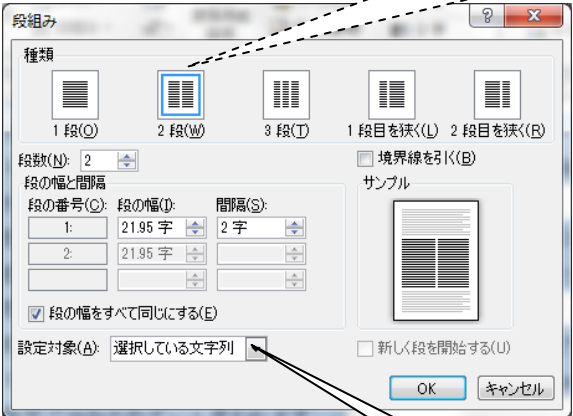 段組み
種類
1 段(O) 2 段(W) 3 段(T) 1 段目を狭く(L) 2 段目を狭く(R)
段数(N): 2 境界線を引く(B)
段の幅と間隔 サンプル
段の番号(C): 段の幅(I): 間隔(S):
1: 21.95 字 2 字
2: 21.95 字
段の幅をすべて同じにする(E)
設定対象(A): 選択している文字列 新しく段を開始する(U)
OK キャンセル